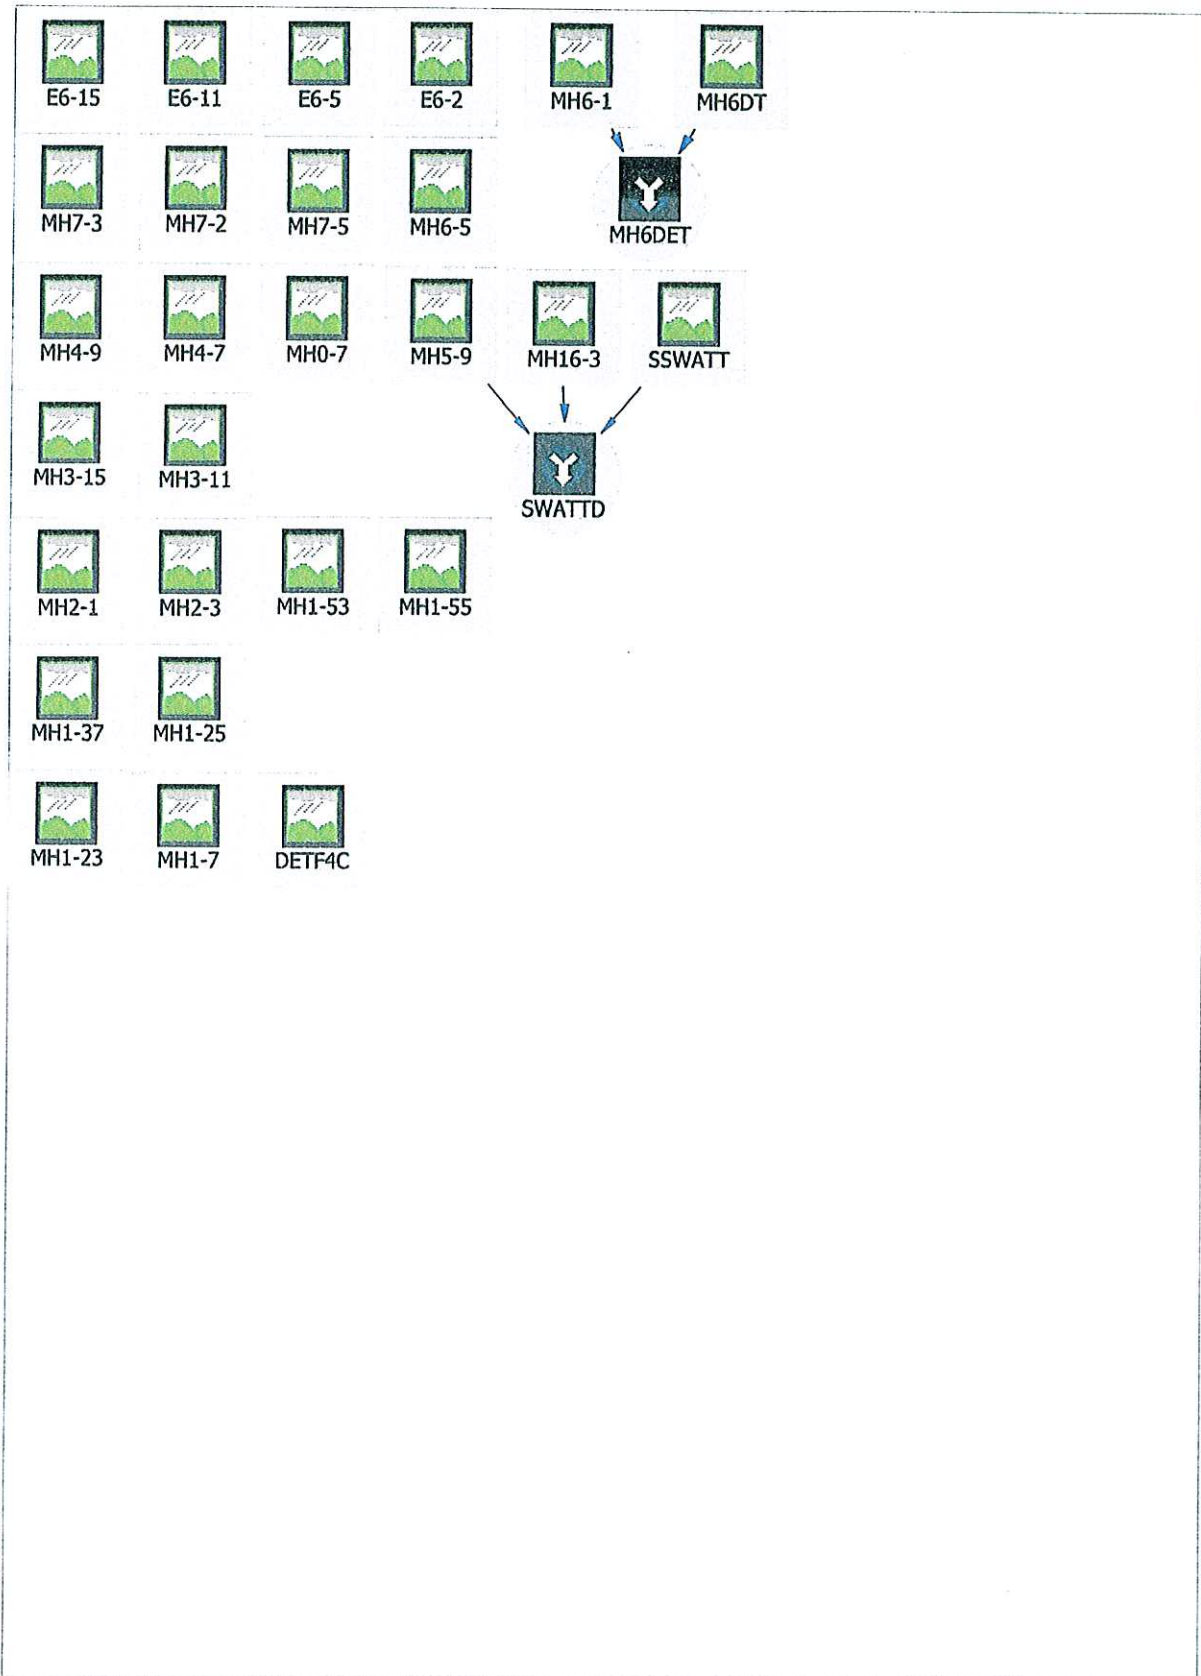 E6-15 E6-11 E6-5 E6-2 MH6-1 MH6DT
MH7-3 MH7-2 MH7-5 MH6-5 MH6DET
MH4-9 MH4-7 MH0-7 MH5-9 MH16-3 SSWATT
MH3-15 MH3-11 SWATTD
MH2-1 MH2-3 MH1-53 MH1-55
MH1-37 MH1-25
MH1-23 MH1-7 DETF4C